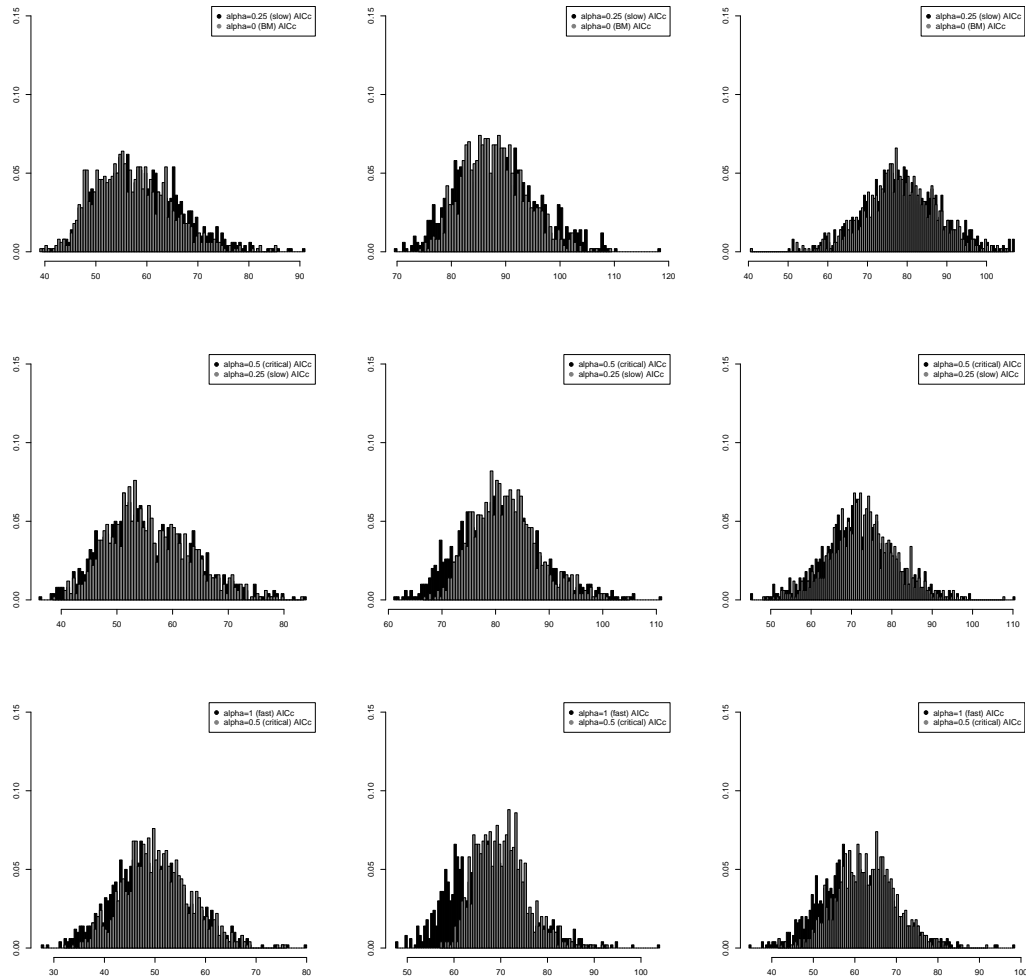 alpha=0.25 (slow) AICc
alpha=0 (BM) AICc
0.15
0.10
0.05
0.00
40 50 60 70 80 90
alpha=0.25 (slow) AICc
alpha=0 (BM) AICc
0.15
0.10
0.05
0.00
70 80 90 100 110 120
alpha=0.25 (slow) AICc
alpha=0 (BM) AICc
0.15
0.10
0.05
0.00
40 50 60 70 80 90 100
alpha=0.5 (critical) AICc
alpha=0.25 (slow) AICc
0.15
0.10
0.05
0.00
40 50 60 70 80
alpha=0.5 (critical) AICc
alpha=0.25 (slow) AICc
0.15
0.10
0.05
0.00
60 70 80 90 100 110
alpha=0.5 (critical) AICc
alpha=0.25 (slow) AICc
0.15
0.10
0.05
0.00
50 60 70 80 90 100 110
alpha=1 (fast) AICc
alpha=0.5 (critical) AICc
0.15
0.10
0.05
0.00
30 40 50 60 70 80
alpha=1 (fast) AICc
alpha=0.5 (critical) AICc
0.15
0.10
0.05
0.00
50 60 70 80 90 100
alpha=1 (fast) AICc
alpha=0.5 (critical) AICc
0.15
0.10
0.05
0.00
40 50 60 70 80 90 100